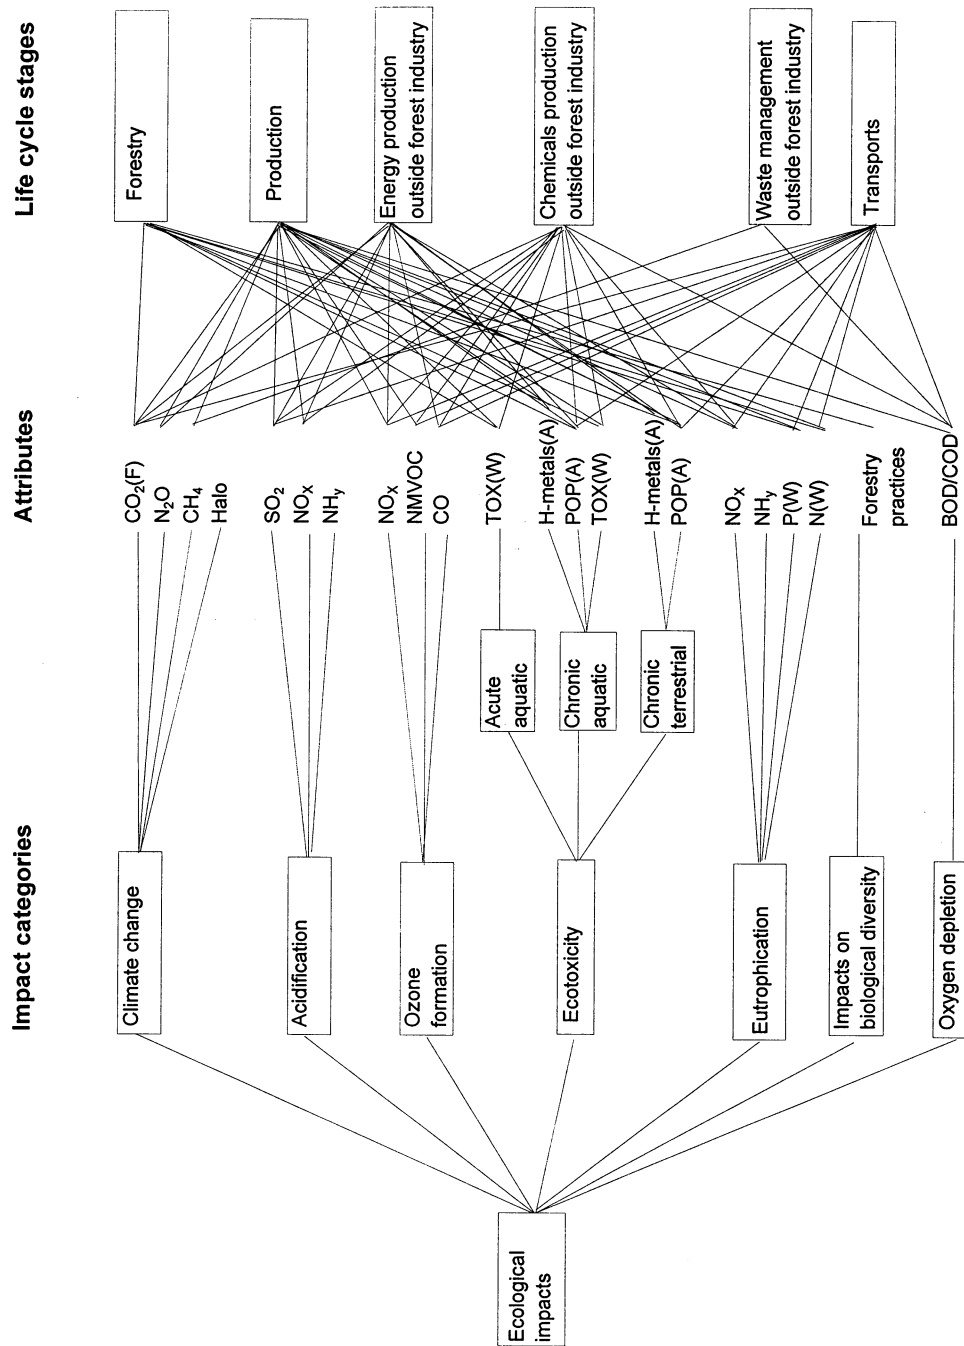 Impact categories
Attributes
Life cycle stages
Ecological
impacts
Climate change
Acidification
Ozone
formation
Ecotoxicity
Eutrophication
Impacts on
biological diversity
Oxygen depletion
Acute
aquatic
Chronic
aquatic
Chronic
terrestrial
CO₂(F)
N₂O
CH₄
Halo
SO₂
NOₓ
NHᵧ
NOₓ
NMVOC
CO
TOX(W)
H-metals(A)
POP(A)
TOX(W)
H-metals(A)
POP(A)
NOₓ
NHᵧ
P(W)
N(W)
Forestry
practices
BOD/COD
Forestry
Production
Energy production
outside forest industry
Chemicals production
outside forest industry
Waste management
outside forest industry
Transports